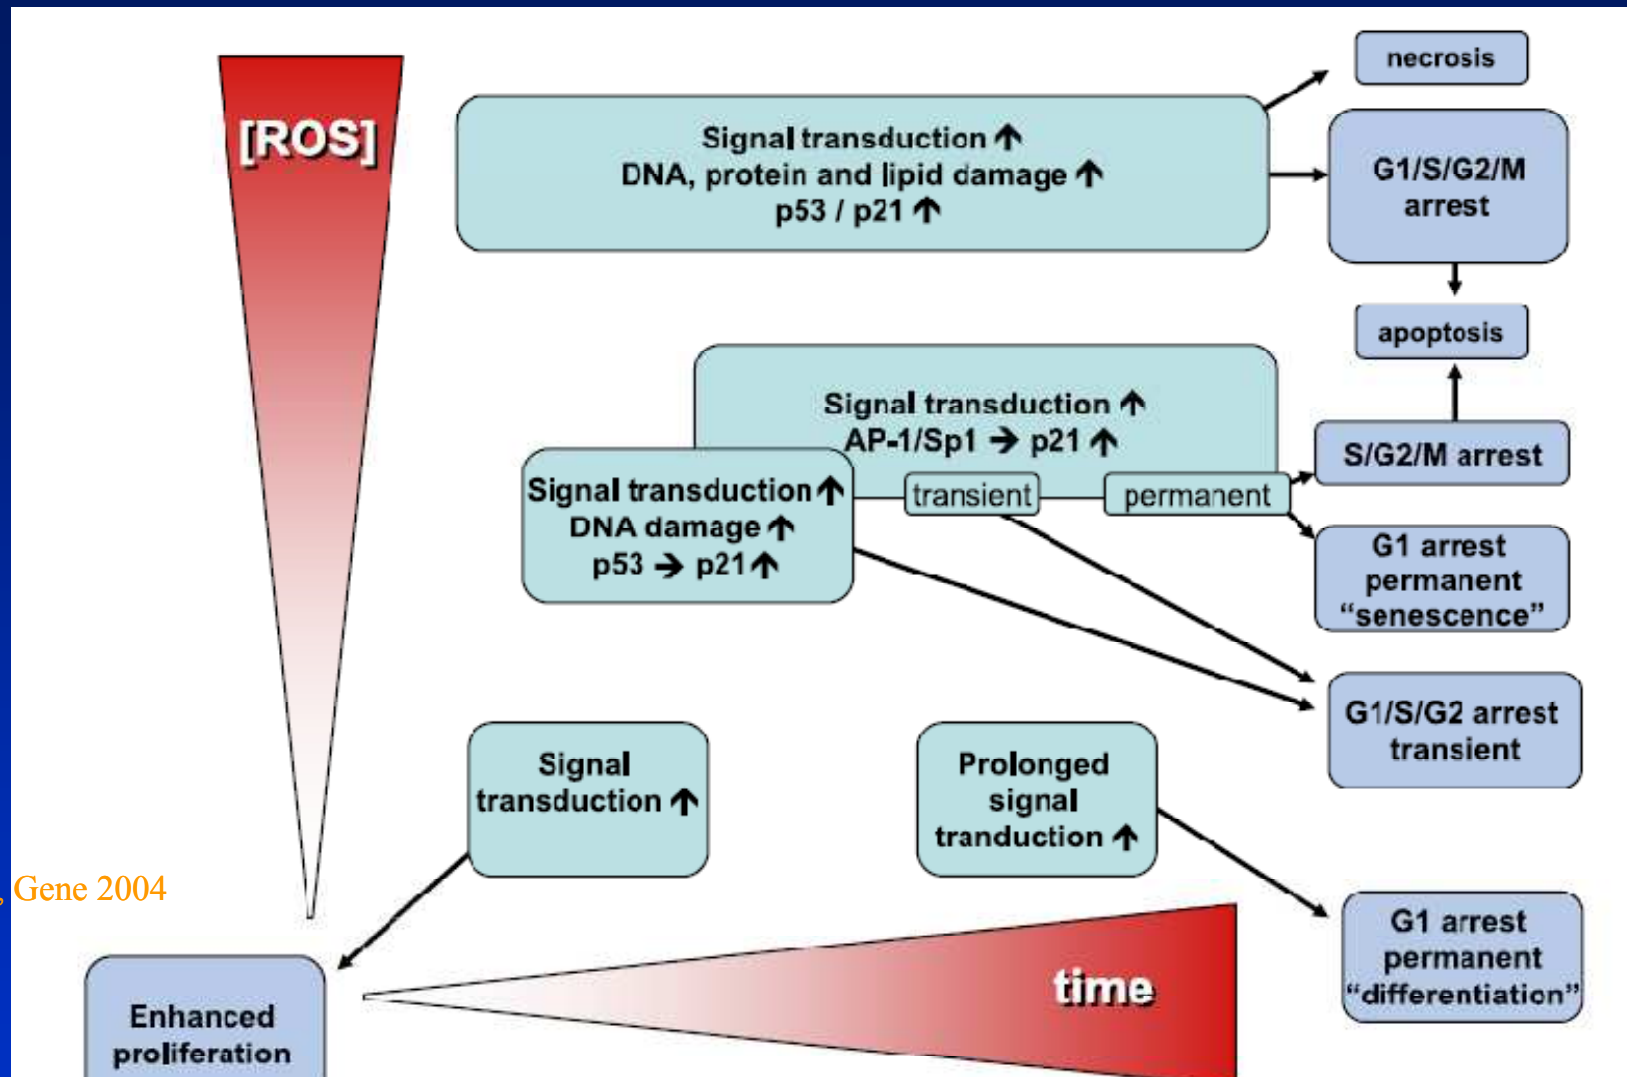 [ROS]
Signal transduction ↑
DNA, protein and lipid damage ↑
p53 / p21 ↑
necrosis
G1/S/G2/M
arrest
apoptosis
Signal transduction ↑
AP-1/Sp1 → p21 ↑
transient
permanent
S/G2/M arrest
Signal transduction ↑
DNA damage ↑
p53 → p21 ↑
G1 arrest
permanent
“senescence”
G1/S/G2 arrest
transient
Signal
transduction ↑
Prolonged
signal
tranduction ↑
, Gene 2004
G1 arrest
permanent
“differentiation”
time
Enhanced
proliferation